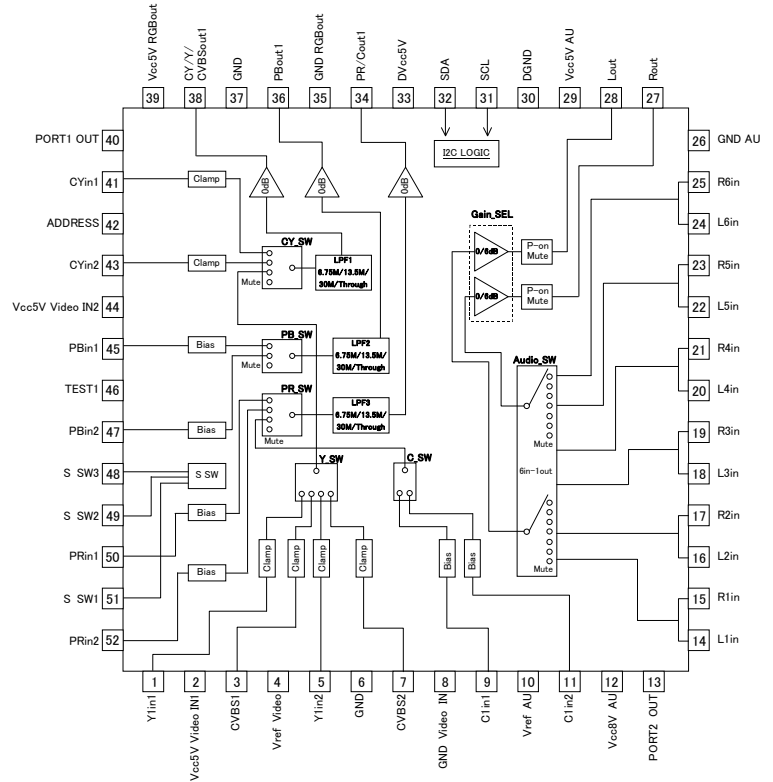 Vcc5V RGBout
CY/Y/
CVBSout1
GND
PBout1
GND RGBout
PR/Cout1
DVcc5V
SDA
SCL
DGND
Vcc5V AU
Lout
Rout
39
38
37
36
35
34
33
32
31
30
29
28
27
PORT1 OUT 40
CYin1 41
ADDRESS 42
CYin2 43
Vcc5V Video IN2 44
PBin1 45
TEST1 46
PBin2 47
S SW3 48
S SW2 49
PRin1 50
S SW1 51
PRin2 52
26 GND AU
25 R6in
24 L6in
23 R5in
22 L5in
21 R4in
20 L4in
19 R3in
18 L3in
17 R2in
16 L2in
15 R1in
14 L1in
I2C LOGIC
0dB
0dB
0dB
Clamp
Clamp
CY_SW
Mute
LPF1
6.75M/13.5M/
30M/Through
Gain_SEL
0/6dB
P-on
Mute
0/6dB
P-on
Mute
Bias
PB_SW
Mute
LPF2
6.75M/13.5M/
30M/Through
PR_SW
Mute
LPF3
6.75M/13.5M/
30M/Through
Bias
S SW
Bias
Bias
Y_SW
C_SW
Audio_SW
Mute
6in-1out
Mute
Clamp
Clamp
Clamp
Clamp
Bias
Bias
1
2
3
4
5
6
7
8
9
10
11
12
13
Y1in1
Vcc5V Video IN1
CVBS1
Vref Video
Y1in2
GND
CVBS2
GND Video IN
C1in1
Vref AU
C1in2
Vcc8V AU
PORT2 OUT